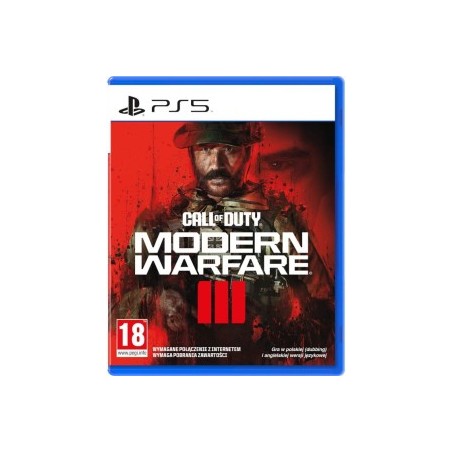 PS5
CALL OF DUTY
MODERN
WARFARE
III
18
www.pegi.info
WYMAGANE POŁĄCZENIE Z INTERNETEM
WYMAGA POBRANIA ZAWARTOŚCI
Gra w polskiej (dubbing)
i angielskiej wersji językowej